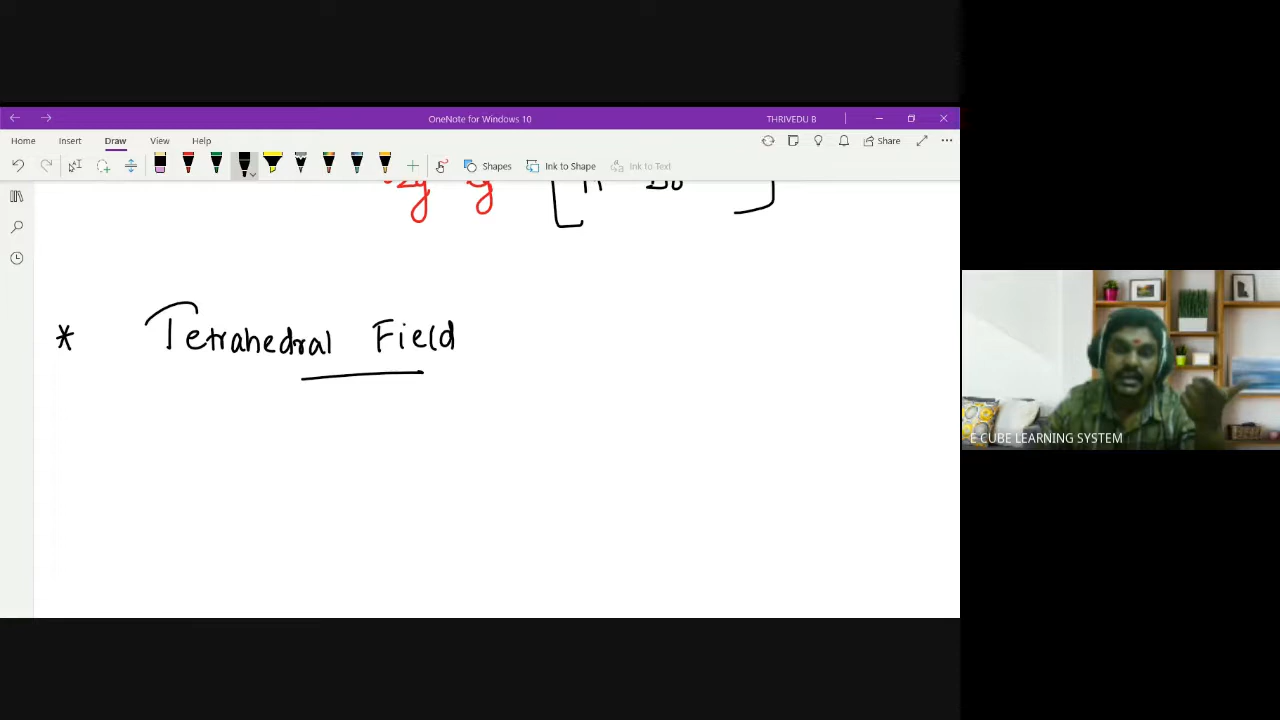 OneNote for Windows 10
THRIVEDU B
Home Insert Draw View Help
Share
Shapes Ink to Shape Ink to Text
* Tetrahedral Field
E CUBE LEARNING SYSTEM